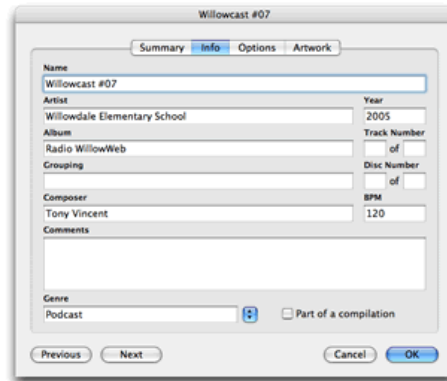 Willowcast #07
Summary Info Options Artwork
Name
Willowcast #07
Artist Year
Willowdale Elementary School 2005
Album Track Number
Radio WillowWeb of
Grouping Disc Number
of
Composer BPM
Tony Vincent 120
Comments
Genre
Podcast Part of a compilation
Previous Next Cancel OK